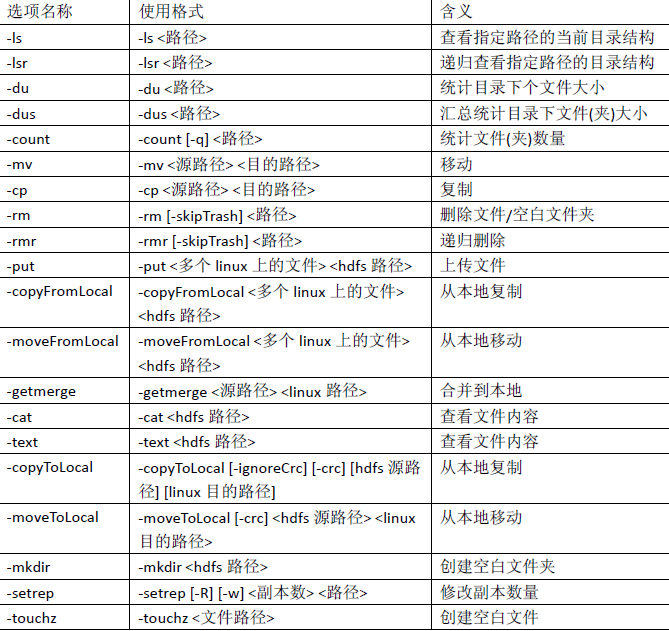 选项名称 使用格式 含义
-ls -ls <路径> 查看指定路径的当前目录结构
-lsr -lsr <路径> 递归查看指定路径的目录结构
-du -du <路径> 统计目录下个文件大小
-dus -dus <路径> 汇总统计目录下文件(夹)大小
-count -count [-q] <路径> 统计文件(夹)数量
-mv -mv <源路径> <目的路径> 移动
-cp -cp <源路径> <目的路径> 复制
-rm -rm [-skipTrash] <路径> 删除文件/空白文件夹
-rmr -rmr [-skipTrash] <路径> 递归删除
-put -put <多个 linux 上的文件> <hdfs 路径> 上传文件
-copyFromLocal -copyFromLocal <多个 linux 上的文件> 从本地复制
<hdfs 路径>
-moveFromLocal -moveFromLocal <多个 linux 上的文件> 从本地移动
<hdfs 路径>
-getmerge -getmerge <源路径> <linux 路径> 合并到本地
-cat -cat <hdfs 路径> 查看文件内容
-text -text <hdfs 路径> 查看文件内容
-copyToLocal -copyToLocal [-ignoreCrc] [-crc] [hdfs 源路 从本地复制
径] [linux 目的路径]
-moveToLocal -moveToLocal [-crc] <hdfs 源路径> <linux 从本地移动
目的路径>
-mkdir -mkdir <hdfs 路径> 创建空白文件夹
-setrep -setrep [-R] [-w] <副本数> <路径> 修改副本数量
-touchz -touchz <文件路径> 创建空白文件